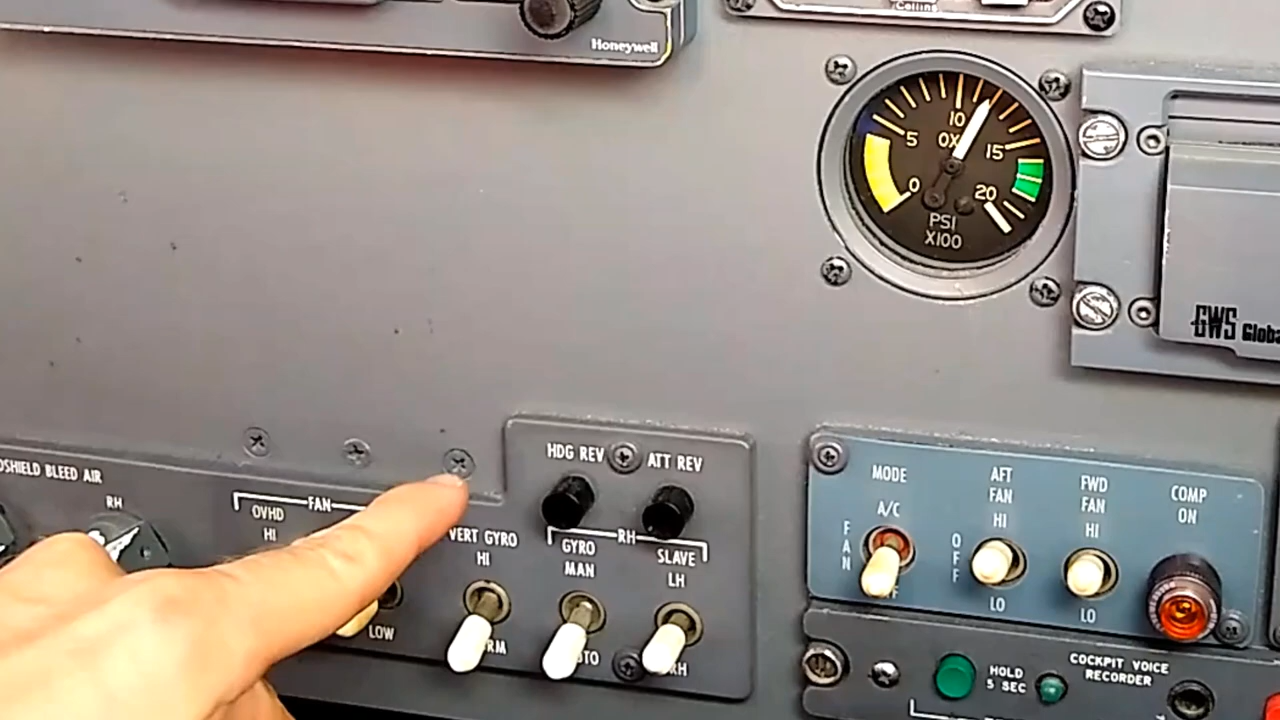 Collins
Honeywell
10
OX
5
15
0
20
PSI
X100
GWS Globa
SHIELD BLEED AIR
RH
FAN
OVHD
HI
LOW
HDG REV
ATT REV
RH
VERT GYRO
HI
RM
GYRO
MAN
TO
SLAVE
LH
RH
MODE
A/C
FAN
AFT
FAN
HI
OFF
LO
FWD
FAN
HI
LO
COMP
ON
HOLD
5 SEC
COCKPIT VOICE
RECORDER